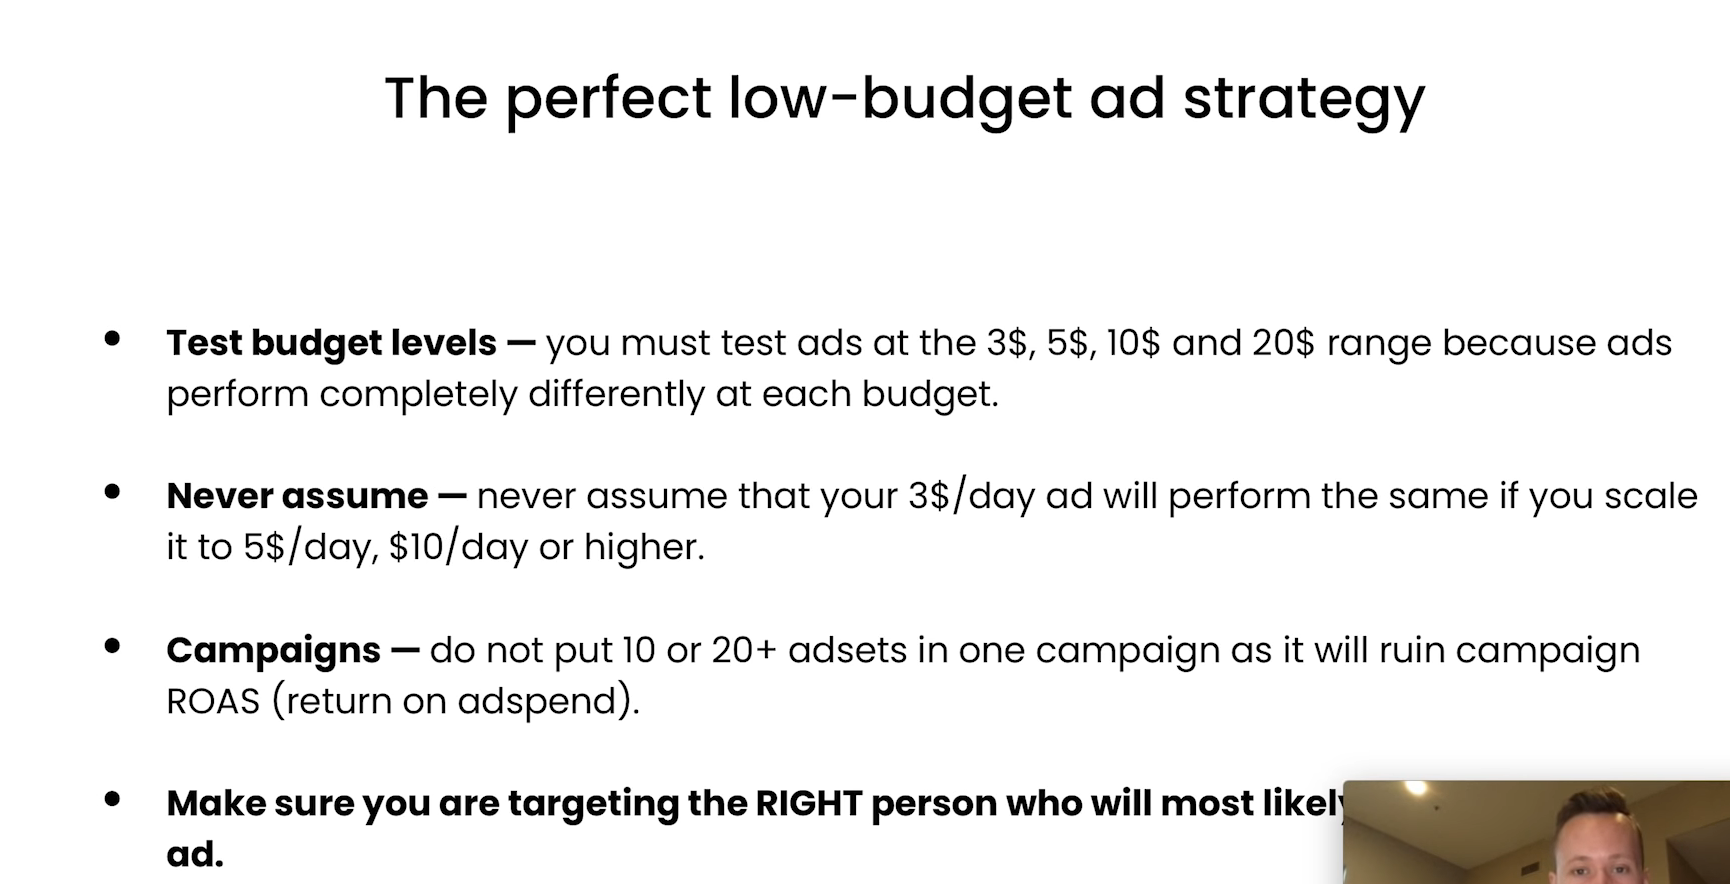 The perfect low-budget ad strategy
• Test budget levels — you must test ads at the 3$, 5$, 10$ and 20$ range because ads
perform completely differently at each budget.
• Never assume — never assume that your 3$/day ad will perform the same if you scale
it to 5$/day, $10/day or higher.
• Campaigns — do not put 10 or 20+ adsets in one campaign as it will ruin campaign
ROAS (return on adspend).
• Make sure you are targeting the RIGHT person who will most likely
ad.